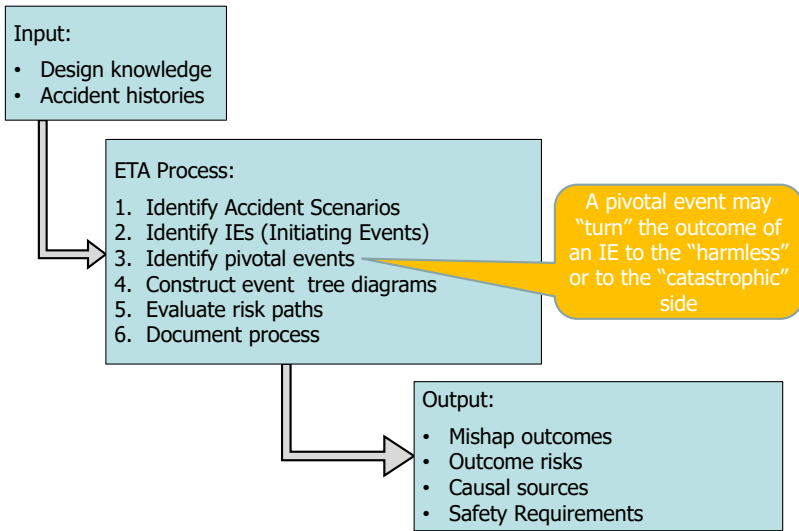 Input:
• Design knowledge
• Accident histories
ETA Process:
1. Identify Accident Scenarios
2. Identify IEs (Initiating Events)
3. Identify pivotal events
4. Construct event tree diagrams
5. Evaluate risk paths
6. Document process
A pivotal event may
“turn” the outcome of
an IE to the “harmless”
or to the “catastrophic”
side
Output:
• Mishap outcomes
• Outcome risks
• Causal sources
• Safety Requirements